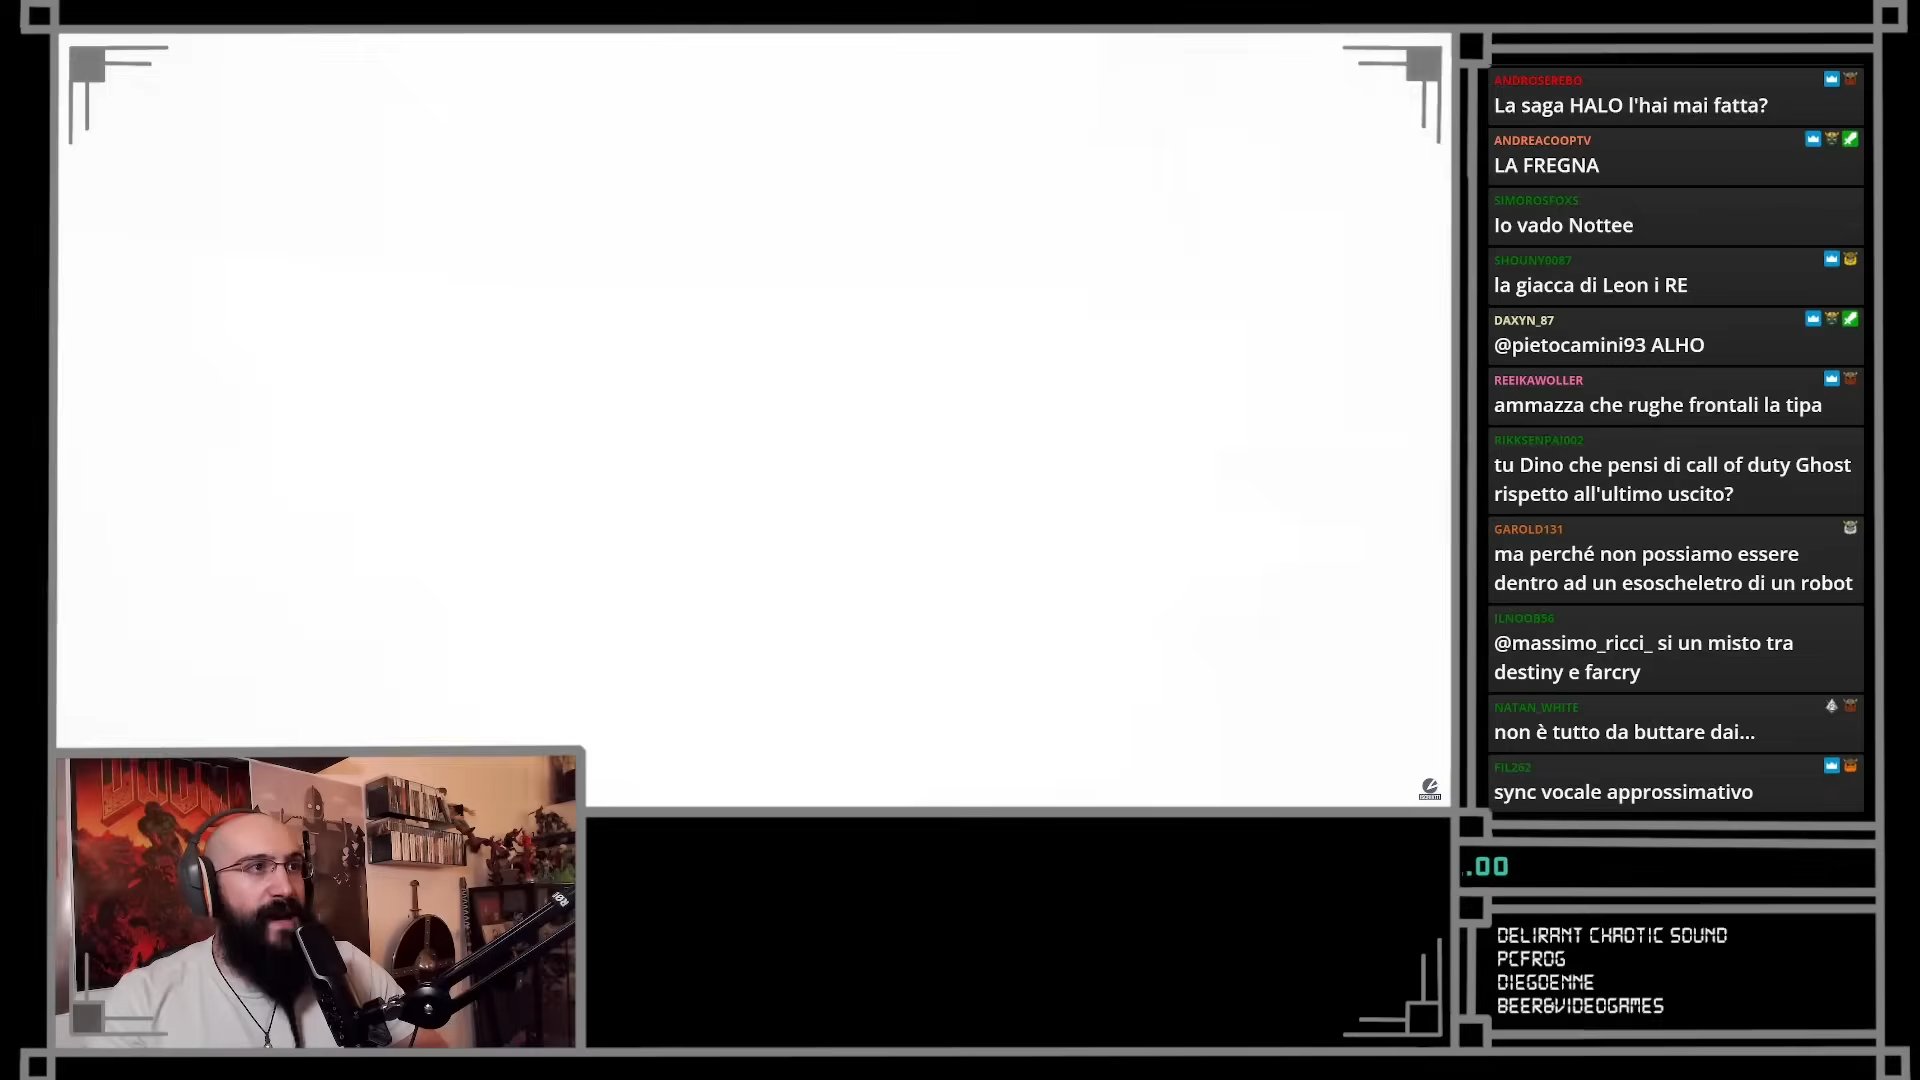 ANDROSEREBO
La saga HALO l'hai mai fatta?
ANDREACOOPTV
LA FREGNA
SIMOROSFOXS
Io vado Nottee
SHOUNY0087
la giacca di Leon i RE
DAXYN_87
@pietocamini93 ALHO
REEIKAWOLLER
ammazza che rughe frontali la tipa
RIKKSENPAI002
tu Dino che pensi di call of duty Ghost
rispetto all'ultimo uscito?
GAROLD131
ma perché non possiamo essere
dentro ad un esoscheletro di un robot
ILNOOB56
@massimo_ricci_ si un misto tra
destiny e farcry
NATAN_WHITE
non è tutto da buttare dai...
FIL262
sync vocale approssimativo
.00
DELIRANT CHAOTIC SOUND
PCFROG
DIEGOENNE
BEER&VIDEOGAMES